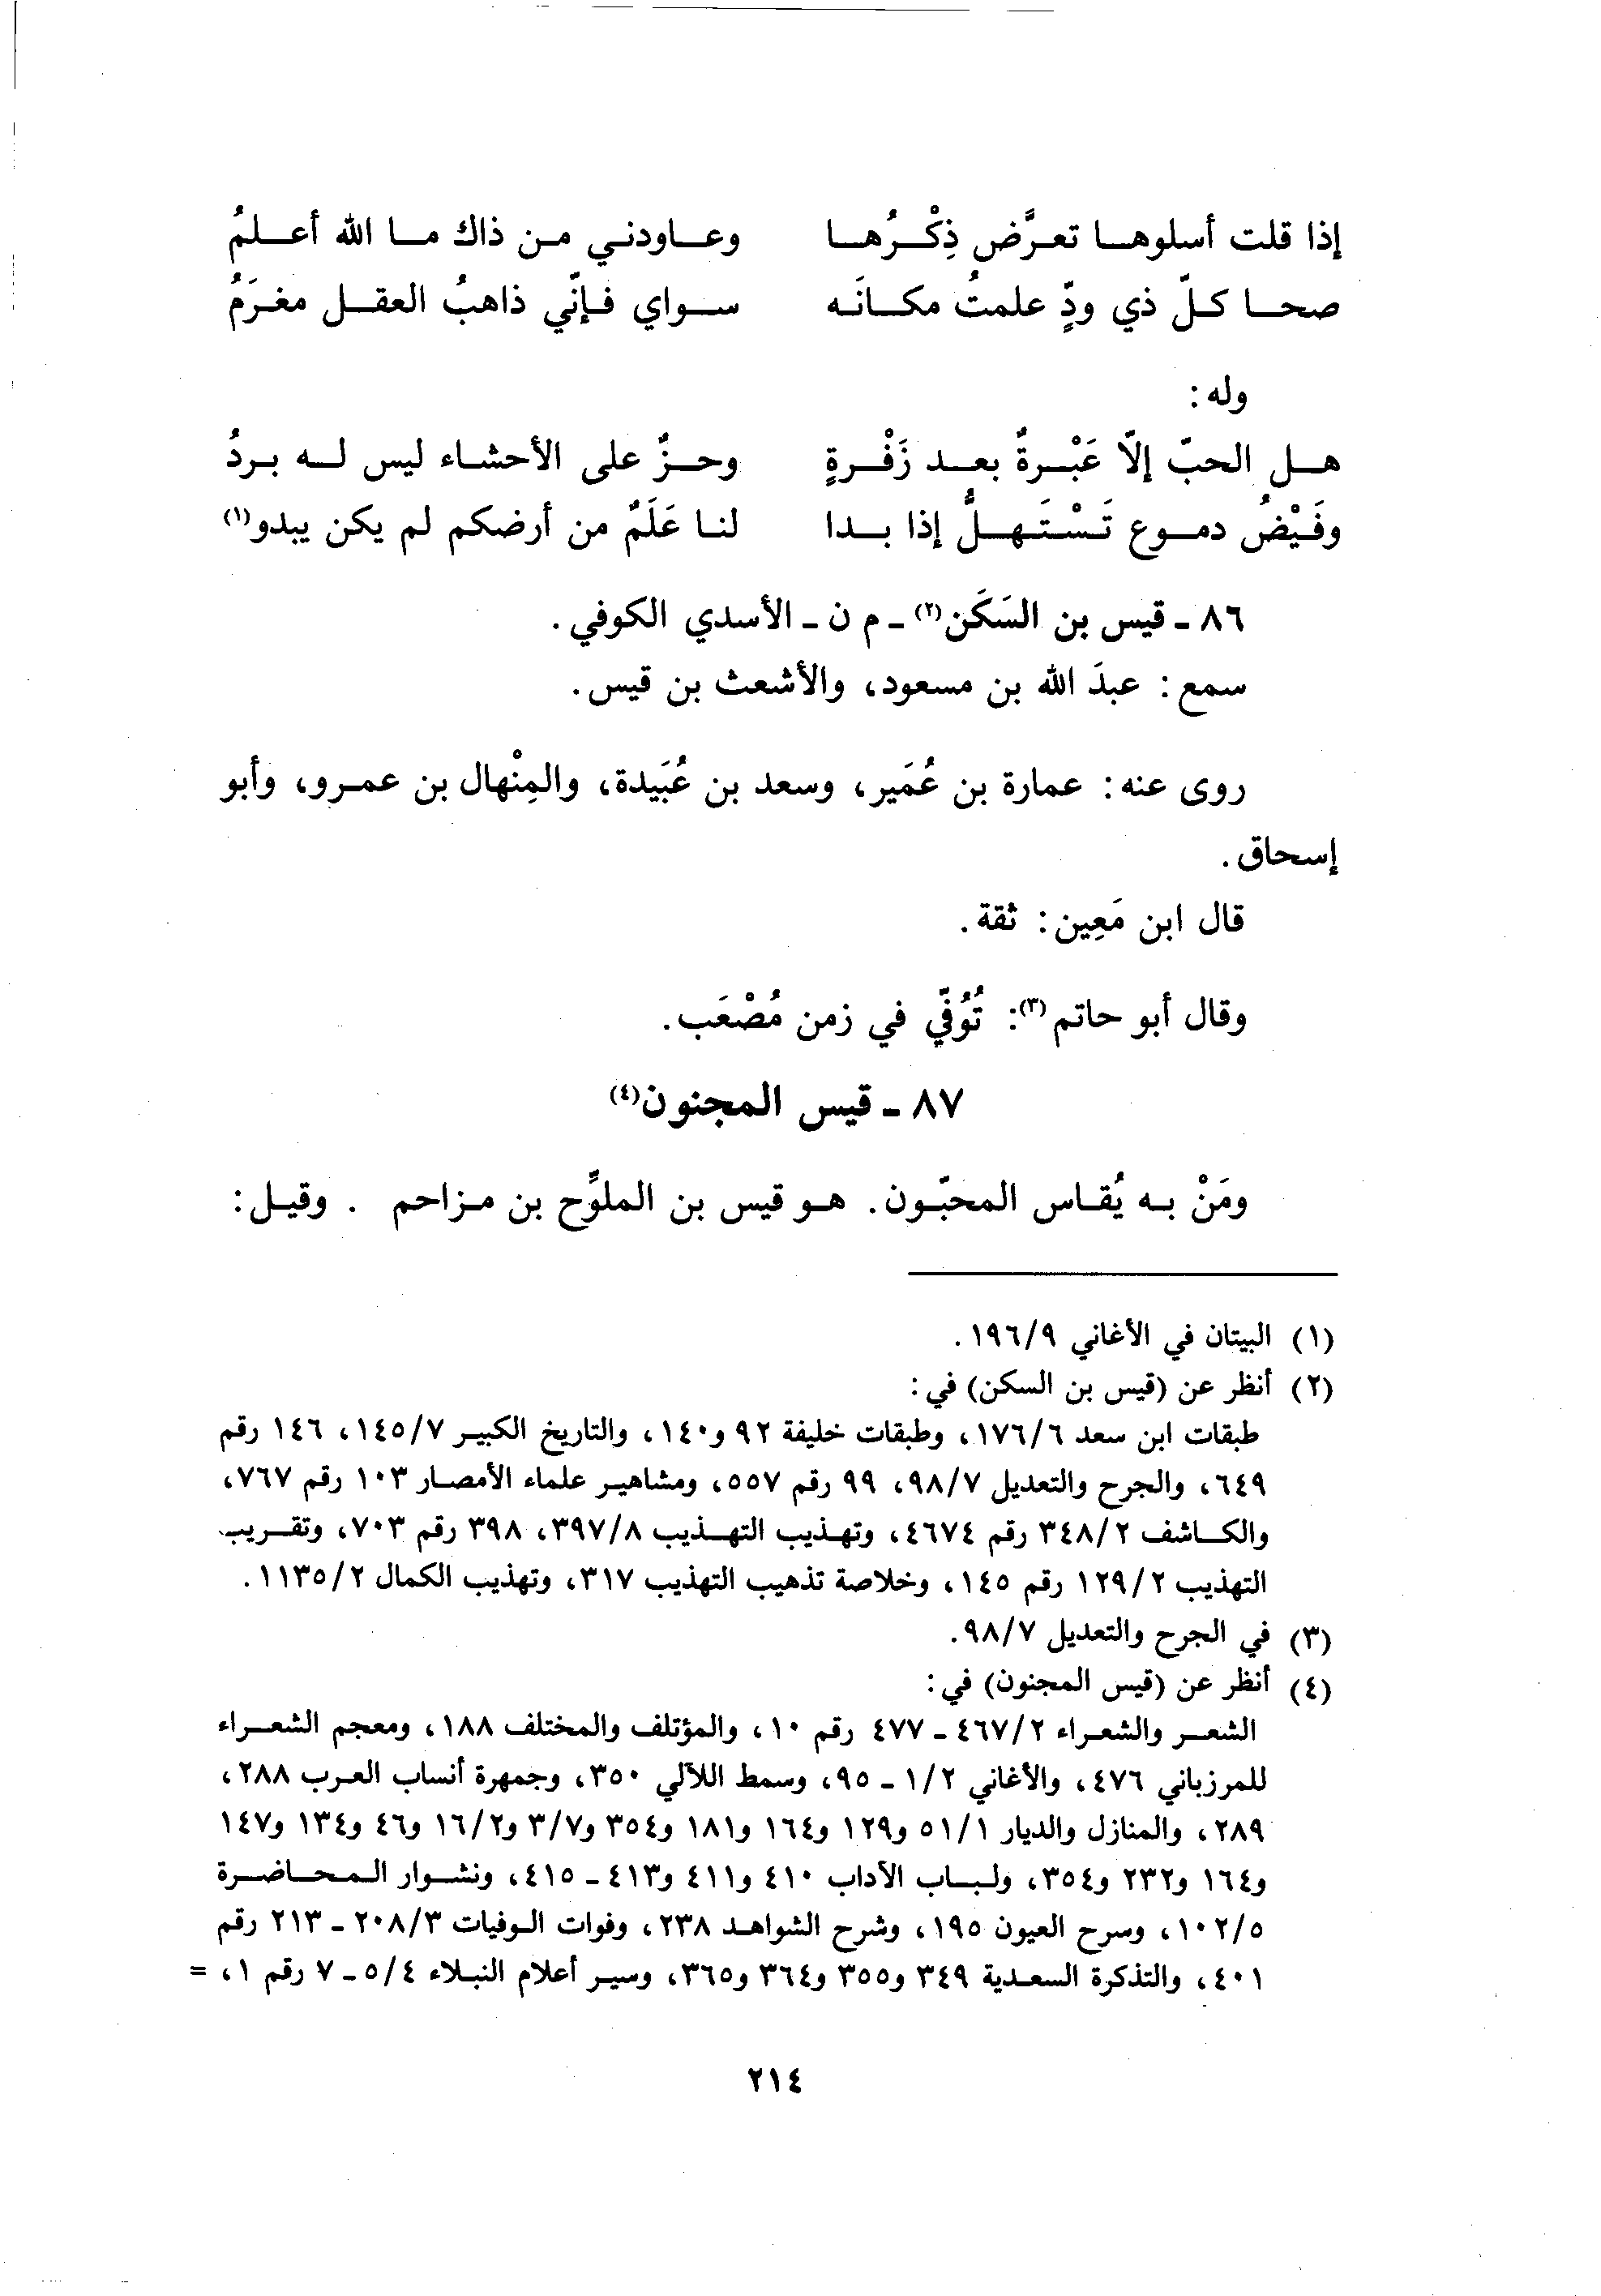 إذا قلت أسلوهـا تعـرَّض ذِكْـرُهـا وعـاودنـي مـن ذاك مـا الله أعـلمُ
صحـا كـلّ ذي ودٍّ علمتُ مكـانَـه سـواي فـإنّي ذاهبُ العقـل مغـرَمُ
وله :
هـل الحبّ إلاّ عَبْـرةٌ بعـد زَفْـرةٍ وحـزٌّ على الأحشـاء ليس لـه بـردُ
وفَـيْضُ دمـوع تَـسْـتَـهـلُّ إذا بـدا لنـا عَلَمٌ من أرضكم لم يكن يبدو(١)
٨٦ ـ قيس بن السَكَن(٢) ـ م ن ـ الأسدي الكوفي .
سمع : عبدَ الله بن مسعود، والأشعث بن قيس .
روى عنه : عمارة بن عُمَير، وسعد بن عُبَيدة، والمِنْهال بن عمـرو، وأبو
إسحاق .
قال ابن مَعِين : ثقة .
وقال أبو حاتم(٣): تُوُفّي في زمن مُصْعَب .
٨٧ ـ قيس المجنون(٤)
ومَنْ بـه يُقـاس المحبّـون. هـو قيس بن الملوَّح بن مـزاحم . وقيـل :
(١) البيتان في الأغاني ١٩٦/٩ .
(٢) أنظر عن (قيس بن السكن) في :
طبقات ابن سعد ١٧٦/٦ ، وطبقات خليفة ٩٢ و١٤٠ ، والتاريخ الكبيـر ١٤٥/٧ ، ١٤٦ رقم
٦٤٩ ، والجرح والتعديل ٩٨/٧، ٩٩ رقم ٥٥٧، ومشاهيـر علماء الأمصـار ١٠٣ رقم ٧٦٧،
والكـاشف ٣٤٨/٢ رقم ٤٦٧٤، وتهـذيب التهـذيب ٣٩٧/٨، ٣٩٨ رقم ٧٠٣، وتقـريب
التهذيب ١٢٩/٢ رقم ١٤٥ ، وخلاصة تذهيب التهذيب ٣١٧، وتهذيب الكمال ١١٣٥/٢ .
(٣) في الجرح والتعديل ٩٨/٧ .
(٤) أنظر عن (قيس المجنون) في :
الشعـر والشعـراء ٤٦٧/٢ ـ ٤٧٧ رقم ١٠ ، والمؤتلف والمختلف ١٨٨ ، ومعجم الشعـراء
للمرزباني ٤٧٦ ، والأغاني ١/٢ ـ ٩٥، وسمط اللآلي ٣٥٠، وجمهرة أنساب العـرب ٢٨٨ ،
٢٨٩ ، والمنازل والديار ٥١/١ و١٢٩ و١٦٤ و١٨١ و٣٥٤ و٣/٧ و١٦/٢ و٤٦ و١٣٤ و١٤٧
و١٦٤ و٢٣٢ و٣٥٤، ولبـاب الآداب ٤١٠ و٤١١ و٤١٣ ـ ٤١٥ ، ونشـوار المـحـاضـرة
١٠٢/٥ ، وسرح العيون ١٩٥ ، وشرح الشواهـد ٢٣٨ ، وفوات الـوفيات ٢٠٨/٣ ـ ٢١٣ رقم
٤٠١ ، والتذكرة السعـدية ٣٤٩ و٣٥٥ و٣٦٤ و٣٦٥، وسيـر أعلام النبـلاء ٥/٤ ـ ٧ رقم ١ ، =
٢١٤